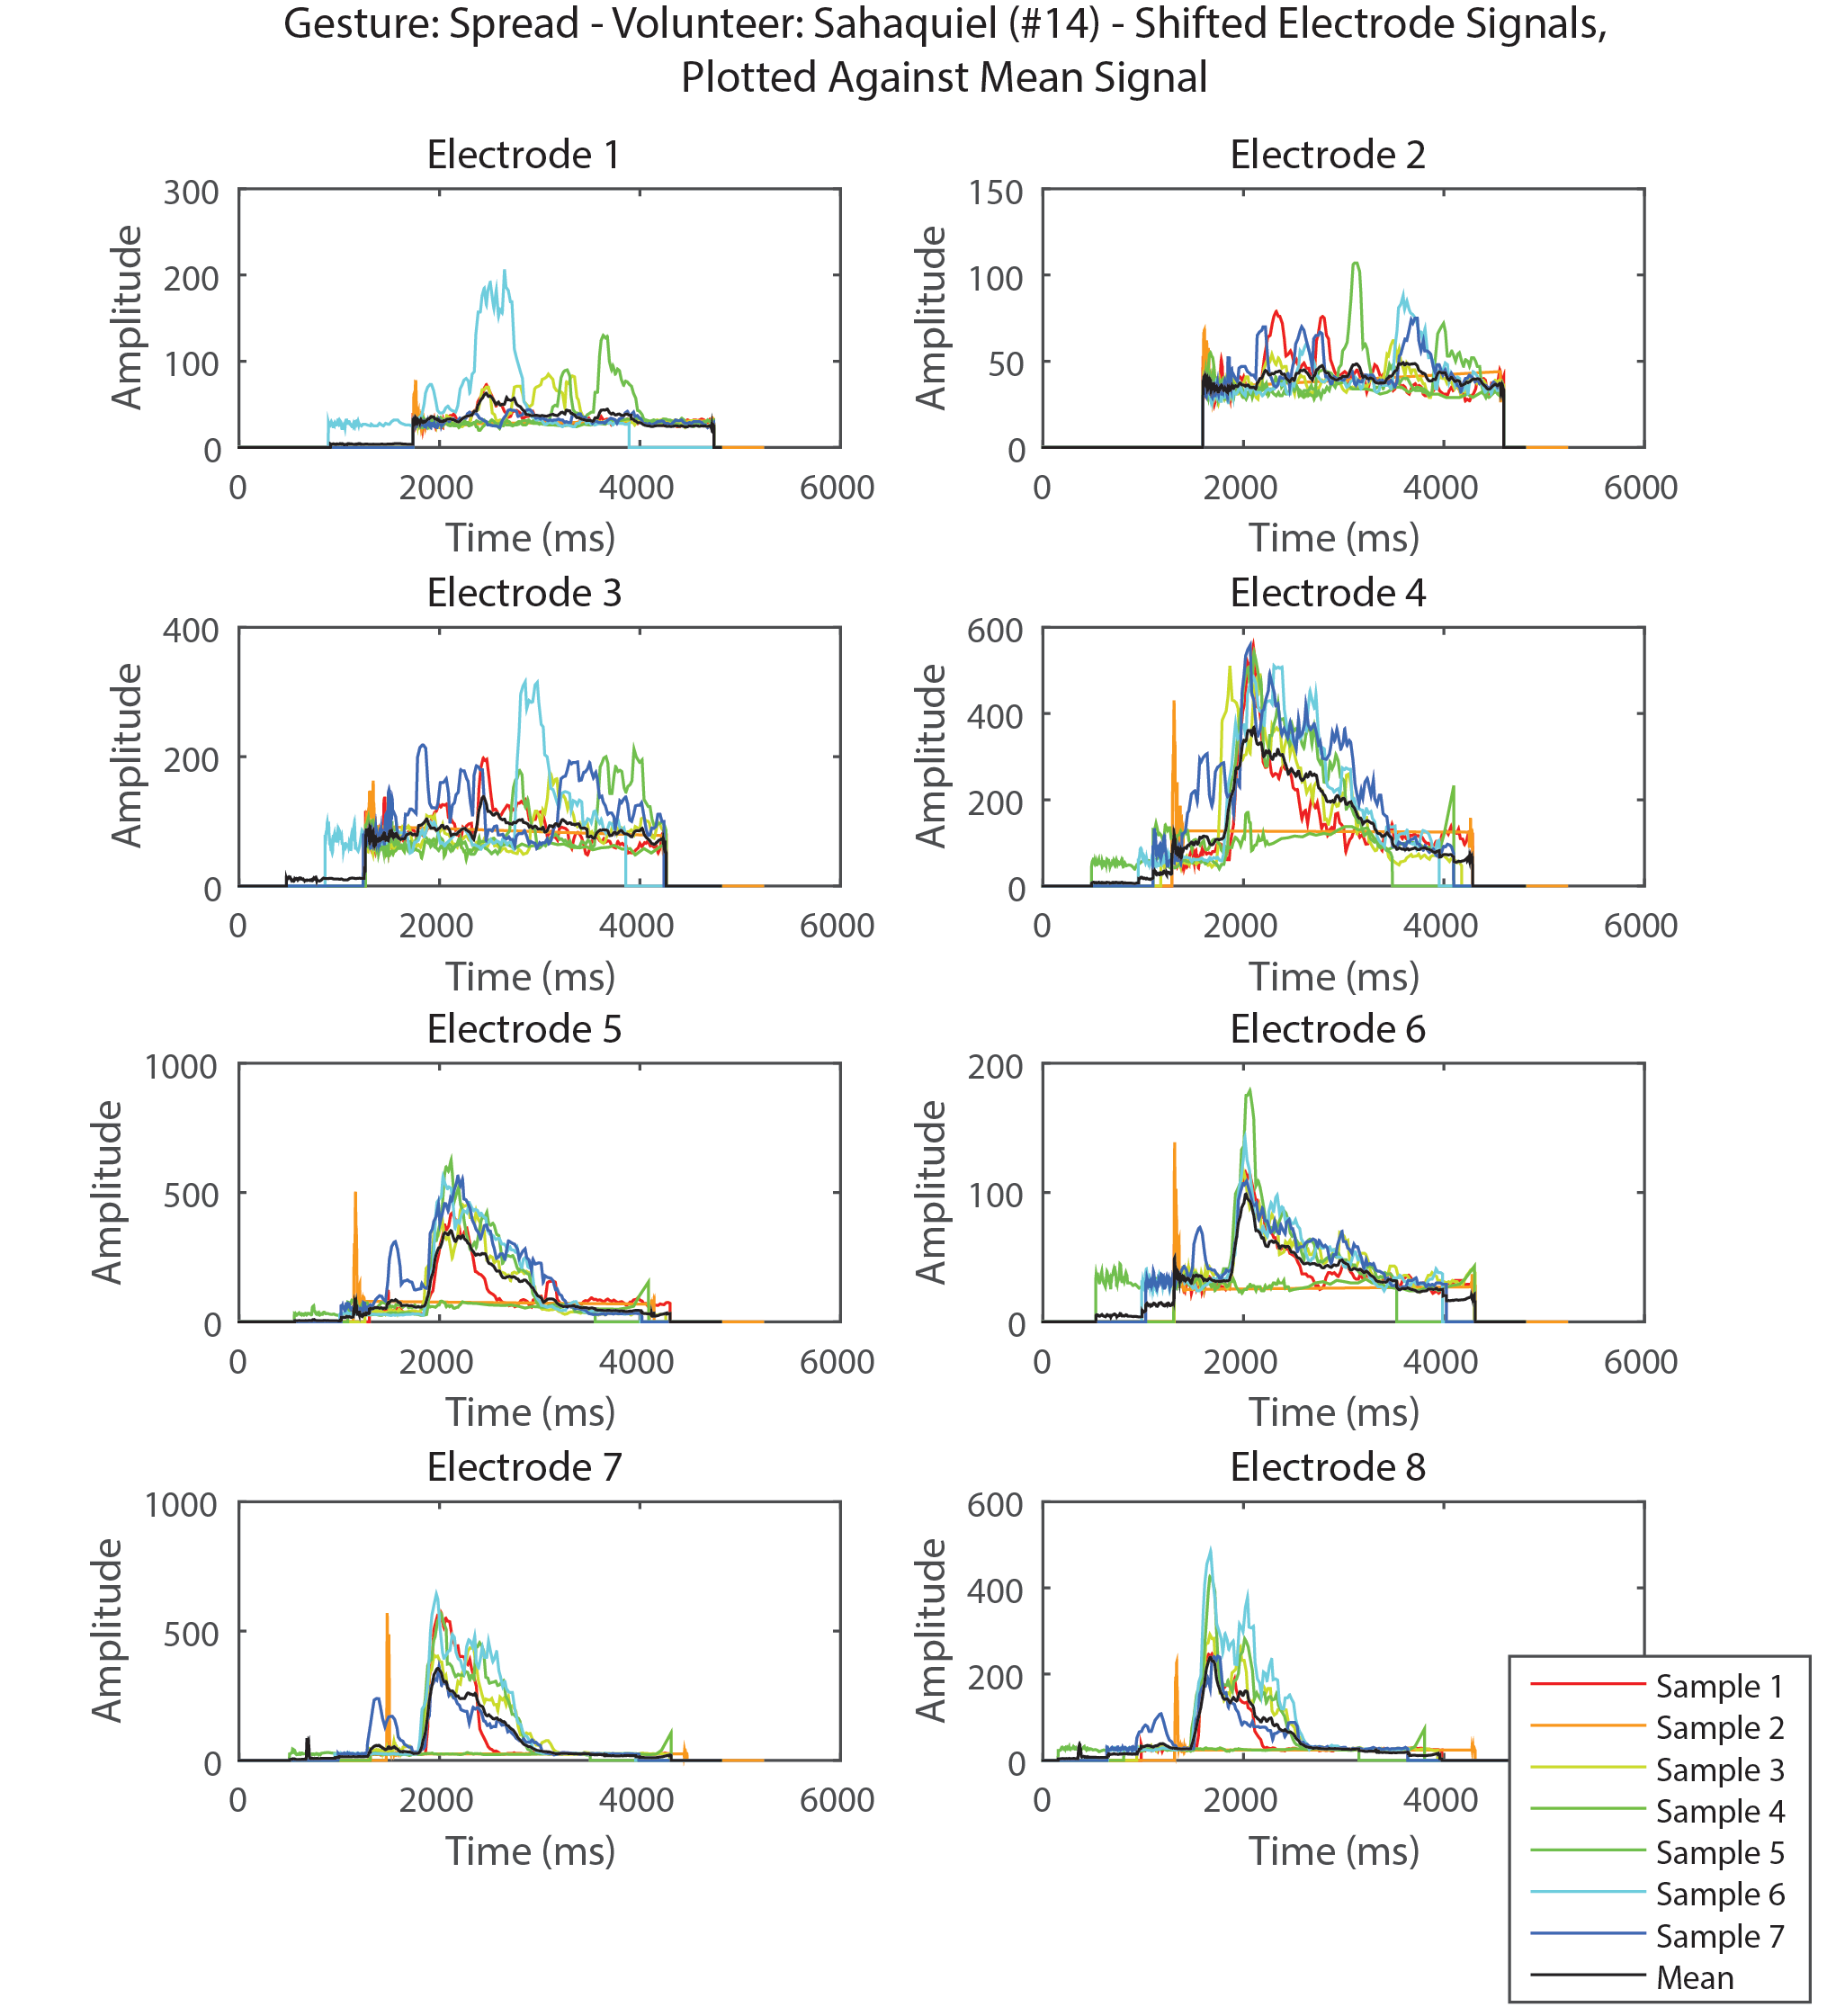 Gesture: Spread - Volunteer: Sahaquiel (#14) - Shifted Electrode Signals,
Plotted Against Mean Signal
Electrode 1
300
200
100
0
Amplitude
0 2000 4000 6000
Time (ms)
Electrode 2
150
100
50
0
Amplitude
0 2000 4000 6000
Time (ms)
Electrode 3
400
200
0
Amplitude
0 2000 4000 6000
Time (ms)
Electrode 4
600
400
200
0
Amplitude
0 2000 4000 6000
Time (ms)
Electrode 5
1000
500
0
Amplitude
0 2000 4000 6000
Time (ms)
Electrode 6
200
100
0
Amplitude
0 2000 4000 6000
Time (ms)
Electrode 7
1000
500
0
Amplitude
0 2000 4000 6000
Time (ms)
Electrode 8
600
400
200
0
Amplitude
0 2000 4000
Time (ms)
Sample 1
Sample 2
Sample 3
Sample 4
Sample 5
Sample 6
Sample 7
Mean